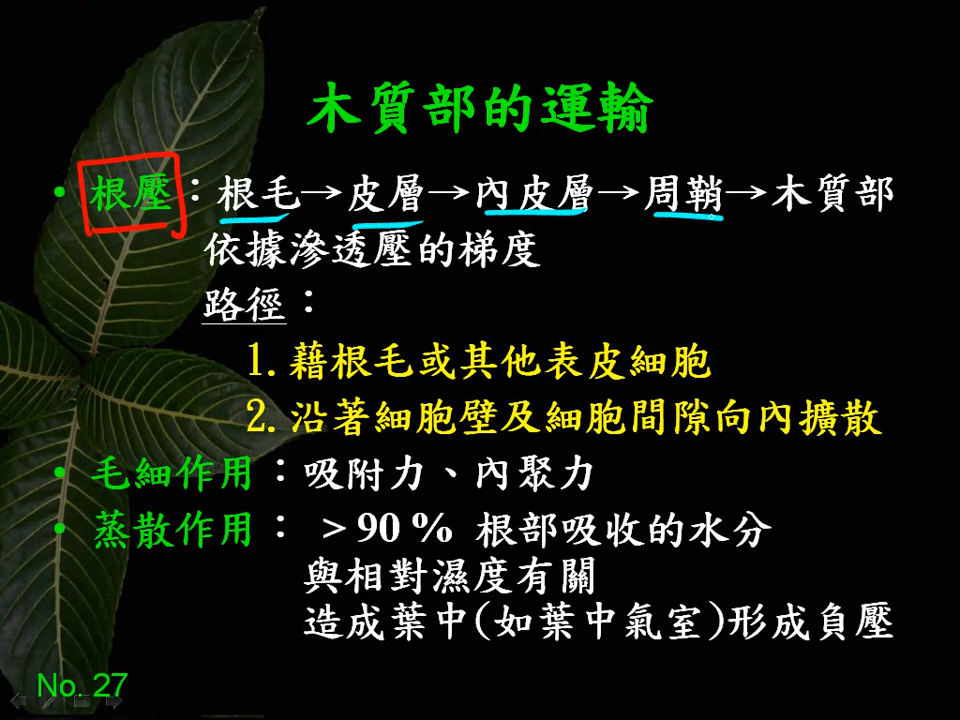 木質部的運輸
• 根壓：根毛→皮層→內皮層→周鞘→木質部
依據滲透壓的梯度
路徑：
1.藉根毛或其他表皮細胞
2.沿著細胞壁及細胞間隙向內擴散
• 毛細作用：吸附力、內聚力
• 蒸散作用： ＞90 % 根部吸收的水分
與相對濕度有關
造成葉中(如葉中氣室)形成負壓
No. 27